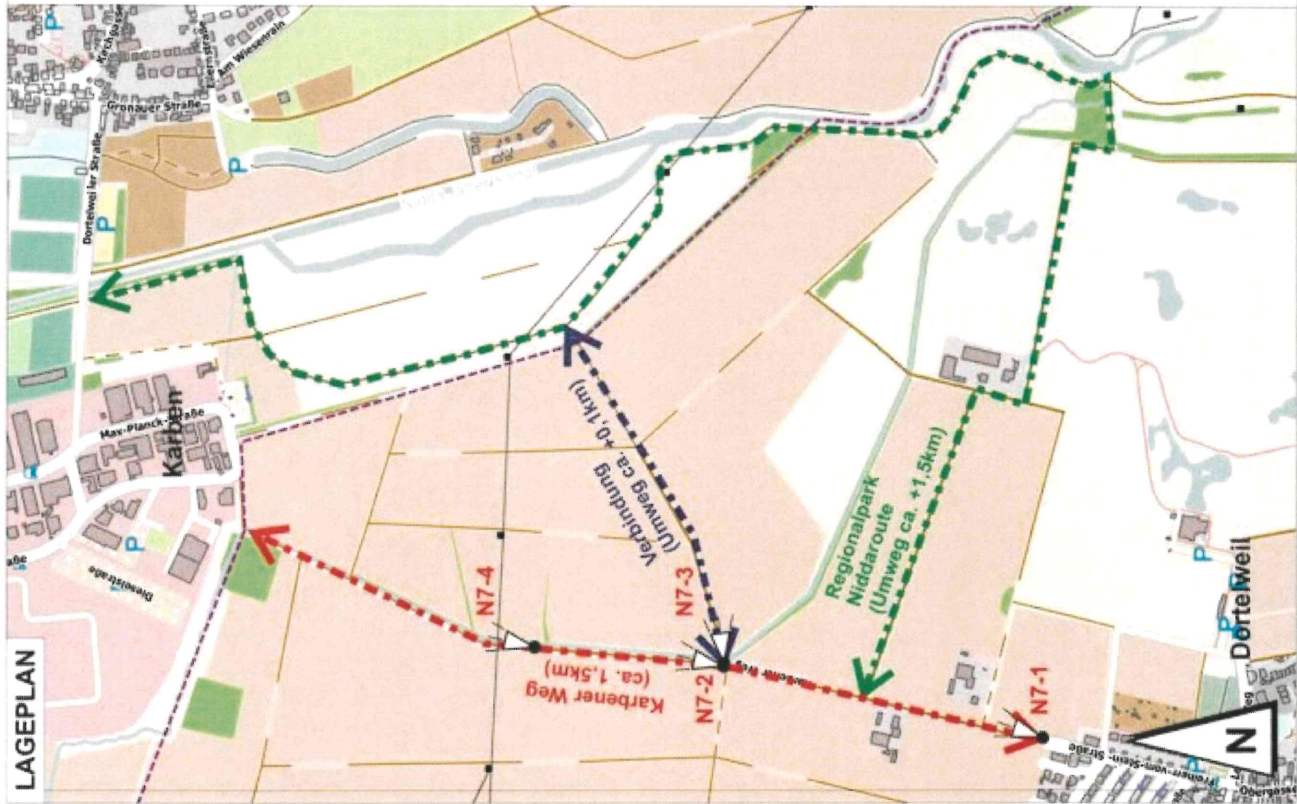 LAGEPLAN
Kirchgasse
Gronauer Straße
Am Wiesenrain
Dortelweiler Straße
P
P
P
Max-Planck-Straße
Karben
aße
Dieselstraße
P
N7-4
Karbener Weg
(ca. 1,5km)
N7-3
N7-2
Verbindung
(Umweg ca. +0,1km)
Regionalpark
Niddaroute
(Umweg ca. +1,5km)
N7-1
Dortelweil
P
P
P
Freiherr-vom-Stein-Straße
N